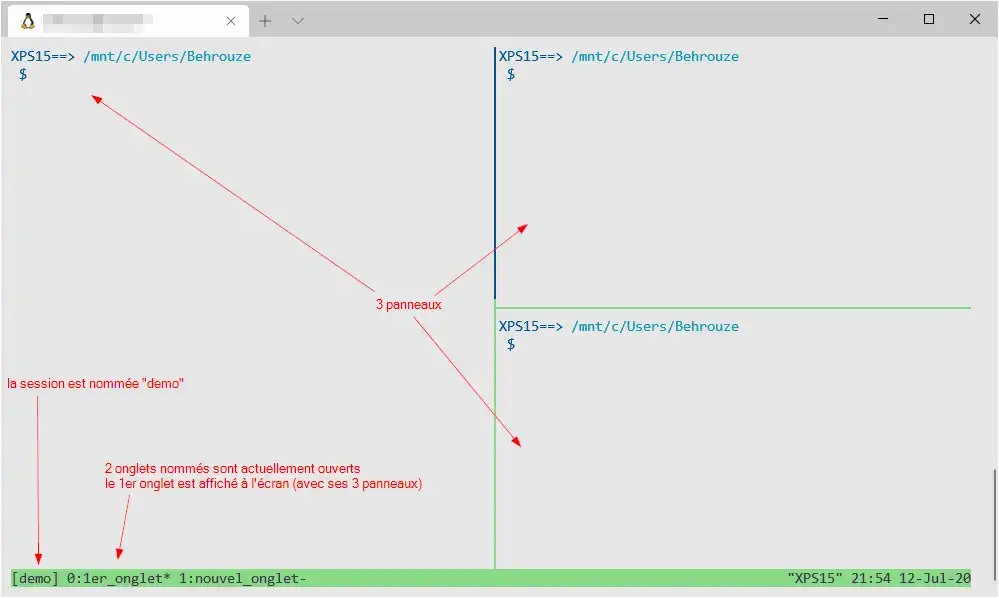 XPS15==> /mnt/c/Users/Behrouze
$
XPS15==> /mnt/c/Users/Behrouze
$
3 panneaux
XPS15==> /mnt/c/Users/Behrouze
$
la session est nommée "demo"
2 onglets nommés sont actuellement ouverts
le 1er onglet est affiché à l'écran (avec ses 3 panneaux)
[demo] 0:1er_onglet* 1:nouvel_onglet-
"XPS15" 21:54 12-Jul-20